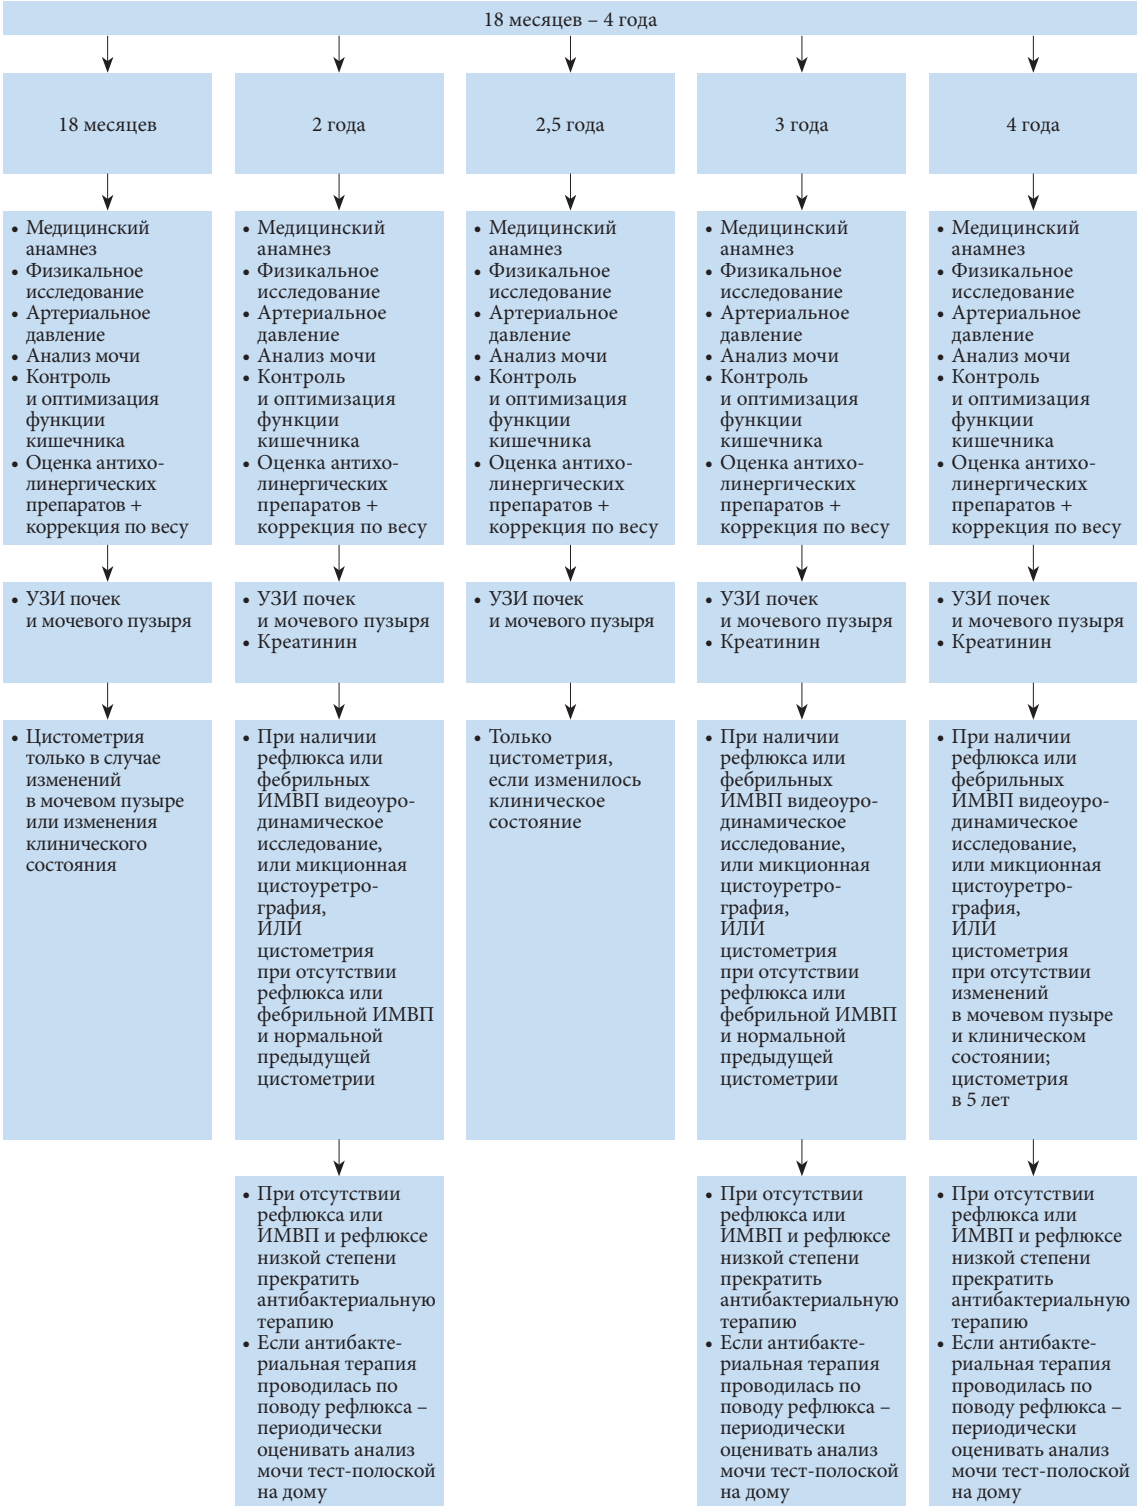 18 месяцев – 4 года
18 месяцев
2 года
2,5 года
3 года
4 года
• Медицинский
анамнез
• Физикальное
исследование
• Артериальное
давление
• Анализ мочи
• Контроль
и оптимизация
функции
кишечника
• Оценка антихо-
линергических
препаратов +
коррекция по весу
• Медицинский
анамнез
• Физикальное
исследование
• Артериальное
давление
• Анализ мочи
• Контроль
и оптимизация
функции
кишечника
• Оценка антихо-
линергических
препаратов +
коррекция по весу
• Медицинский
анамнез
• Физикальное
исследование
• Артериальное
давление
• Анализ мочи
• Контроль
и оптимизация
функции
кишечника
• Оценка антихо-
линергических
препаратов +
коррекция по весу
• Медицинский
анамнез
• Физикальное
исследование
• Артериальное
давление
• Анализ мочи
• Контроль
и оптимизация
функции
кишечника
• Оценка антихо-
линергических
препаратов +
коррекция по весу
• Медицинский
анамнез
• Физикальное
исследование
• Артериальное
давление
• Анализ мочи
• Контроль
и оптимизация
функции
кишечника
• Оценка антихо-
линергических
препаратов +
коррекция по весу
• УЗИ почек
и мочевого пузыря
• УЗИ почек
и мочевого пузыря
• Креатинин
• УЗИ почек
и мочевого пузыря
• УЗИ почек
и мочевого пузыря
• Креатинин
• УЗИ почек
и мочевого пузыря
• Креатинин
• Цистометрия
только в случае
изменений
в мочевом пузыре
или изменения
клинического
состояния
• При наличии
рефлюкса или
фебрильных
ИМВП видеоуро-
динамическое
исследование,
или микционная
цистоуретро-
графия,
ИЛИ
цистометрия
при отсутствии
рефлюкса или
фебрильной ИМВП
и нормальной
предыдущей
цистометрии
• Только
цистометрия,
если изменилось
клиническое
состояние
• При наличии
рефлюкса или
фебрильных
ИМВП видеоуро-
динамическое
исследование,
или микционная
цистоуретро-
графия,
ИЛИ
цистометрия
при отсутствии
рефлюкса или
фебрильной ИМВП
и нормальной
предыдущей
цистометрии
• При наличии
рефлюкса или
фебрильных
ИМВП видеоуро-
динамическое
исследование,
или микционная
цистоуретро-
графия,
ИЛИ
цистометрия
при отсутствии
изменений
в мочевом пузыре
и клиническом
состоянии;
цистометрия
в 5 лет
• При отсутствии
рефлюкса или
ИМВП и рефлюксе
низкой степени
прекратить
антибактериальную
терапию
• Если антибакте-
риальная терапия
проводилась по
поводу рефлюкса –
периодически
оценивать анализ
мочи тест-полоской
на дому
• При отсутствии
рефлюкса или
ИМВП и рефлюксе
низкой степени
прекратить
антибактериальную
терапию
• Если антибакте-
риальная терапия
проводилась по
поводу рефлюкса –
периодически
оценивать анализ
мочи тест-полоской
на дому
• При отсутствии
рефлюкса или
ИМВП и рефлюксе
низкой степени
прекратить
антибактериальную
терапию
• Если антибакте-
риальная терапия
проводилась по
поводу рефлюкса –
периодически
оценивать анализ
мочи тест-полоской
на дому